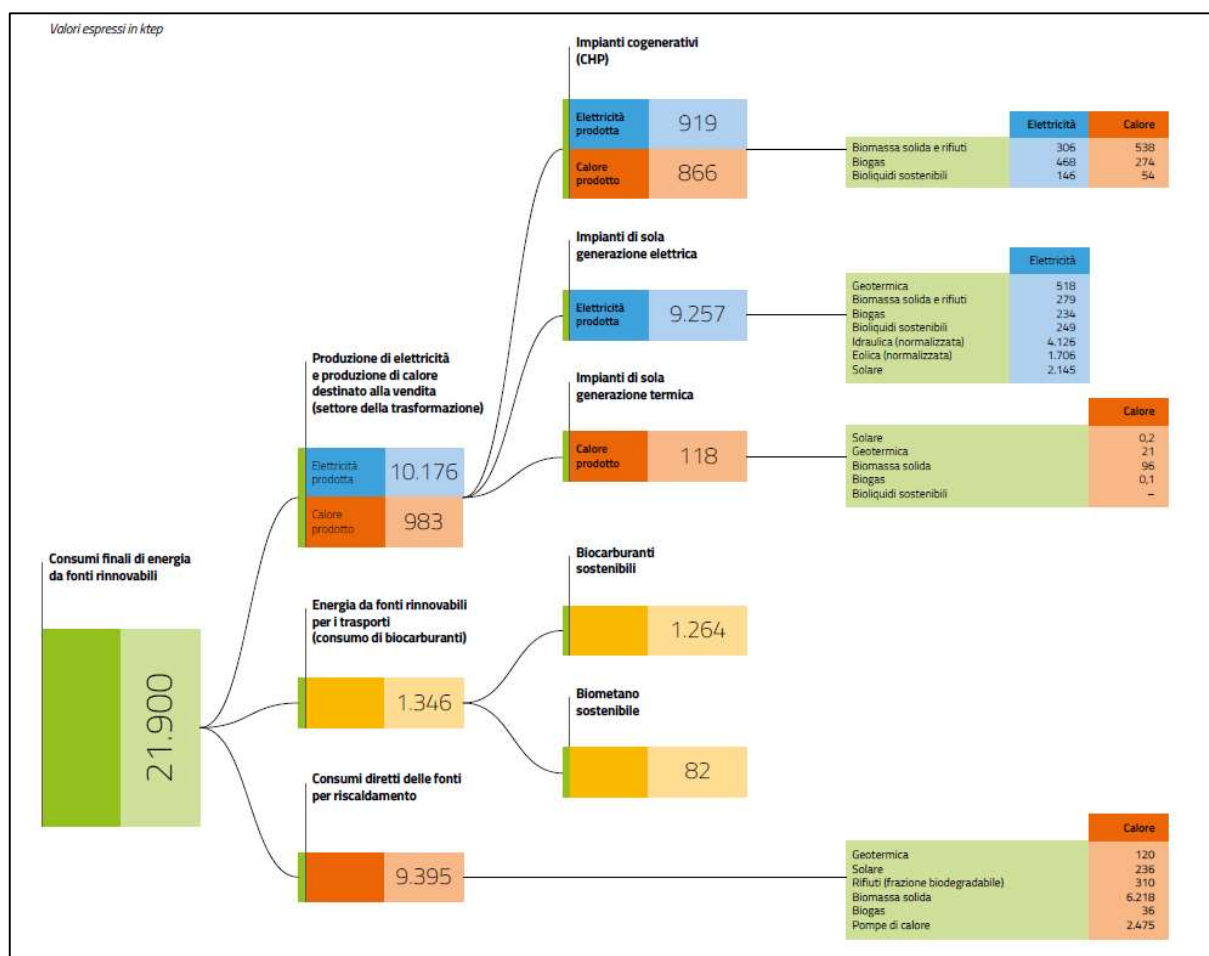 Valori espressi in ktep
Impianti cogenerativi
(CHP)
Elettricità
prodotta
919
Calore
prodotto
866
Elettricità Calore
Biomassa solida e rifiuti 306 538
Biogas 468 274
Bioliquidi sostenibili 146 54
Impianti di sola
generazione elettrica
Elettricità
prodotta
9.257
Elettricità
Geotermica 518
Biomassa solida e rifiuti 279
Biogas 234
Bioliquidi sostenibili 249
Idraulica (normalizzata) 4.126
Eolica (normalizzata) 1.706
Solare 2.145
Produzione di elettricità
e produzione di calore
destinato alla vendita
(settore della trasformazione)
Elettricità
prodotta
10.176
Calore
prodotto
983
Impianti di sola
generazione termica
Calore
prodotto
118
Calore
Solare 0,2
Geotermica 21
Biomassa solida 96
Biogas 0,1
Bioliquidi sostenibili –
Consumi finali di energia
da fonti rinnovabili
21.900
Energia da fonti rinnovabili
per i trasporti
(consumo di biocarburanti)
1.346
Biocarburanti
sostenibili
1.264
Biometano
sostenibile
82
Consumi diretti delle fonti
per riscaldamento
9.395
Calore
Geotermica 120
Solare 236
Rifiuti (frazione biodegradabile) 310
Biomassa solida 6.218
Biogas 36
Pompe di calore 2.475